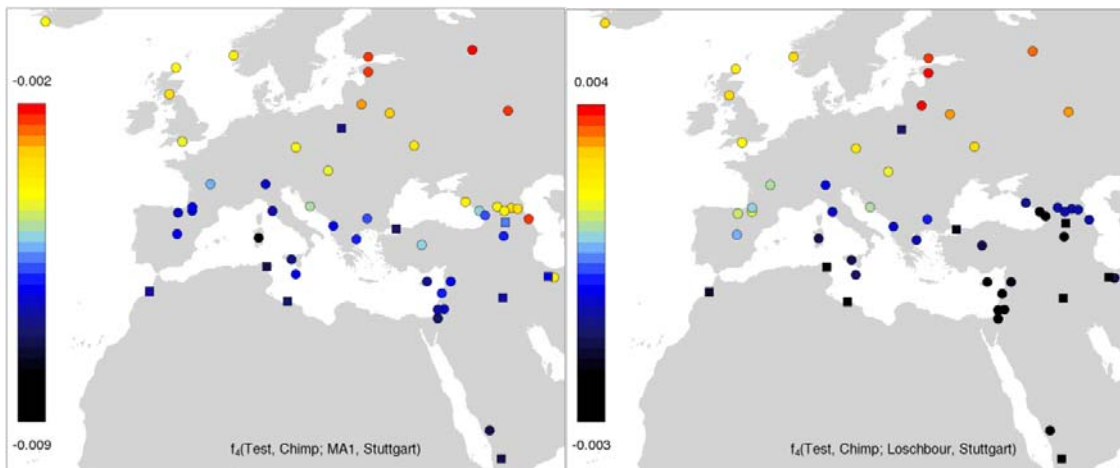 -0.002
-0.009
f₄(Test, Chimp; MA1, Stuttgart)
0.004
-0.003
f₄(Test, Chimp; Loschbour, Stuttgart)